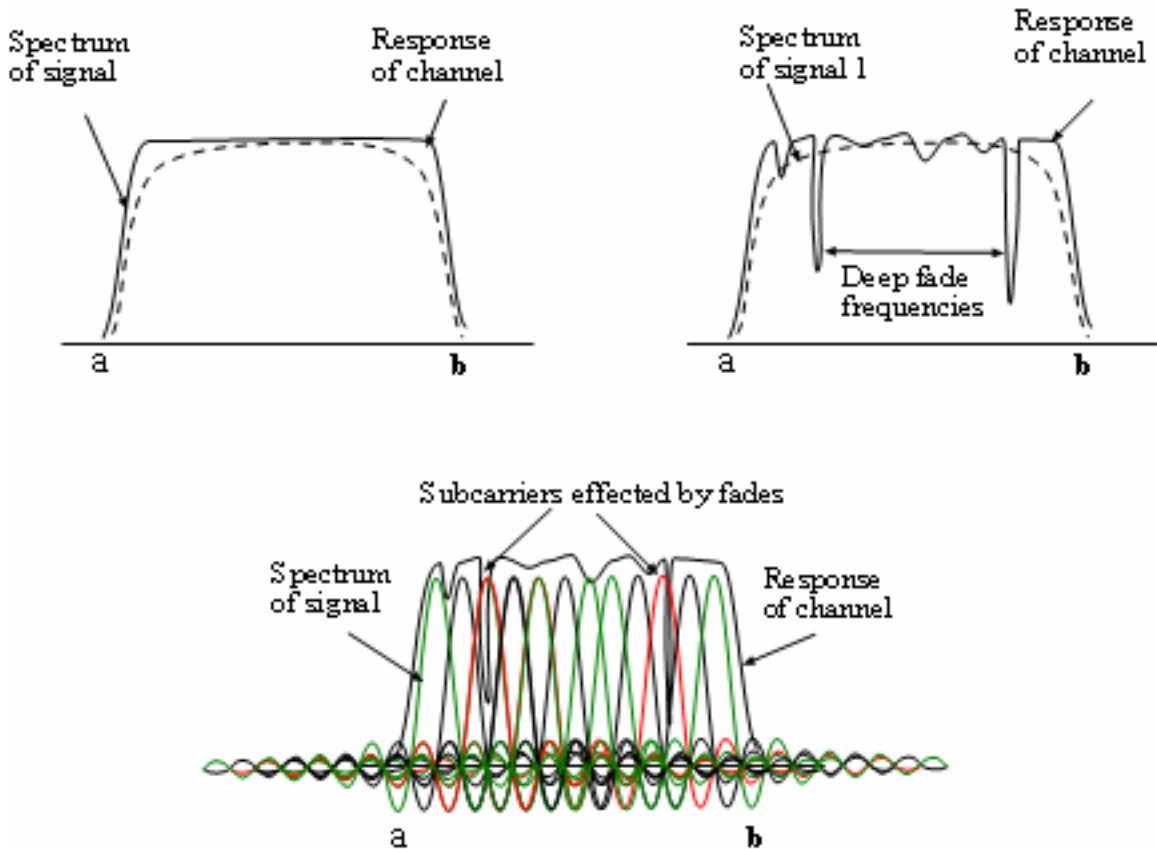 Spectrum
of signal
Response
of channel
a
b
Spectrum
of signal 1
Response
of channel
Deep fade
frequencies
a
b
Subcarriers effected by fades
Spectrum
of signal
Response
of channel
a
b